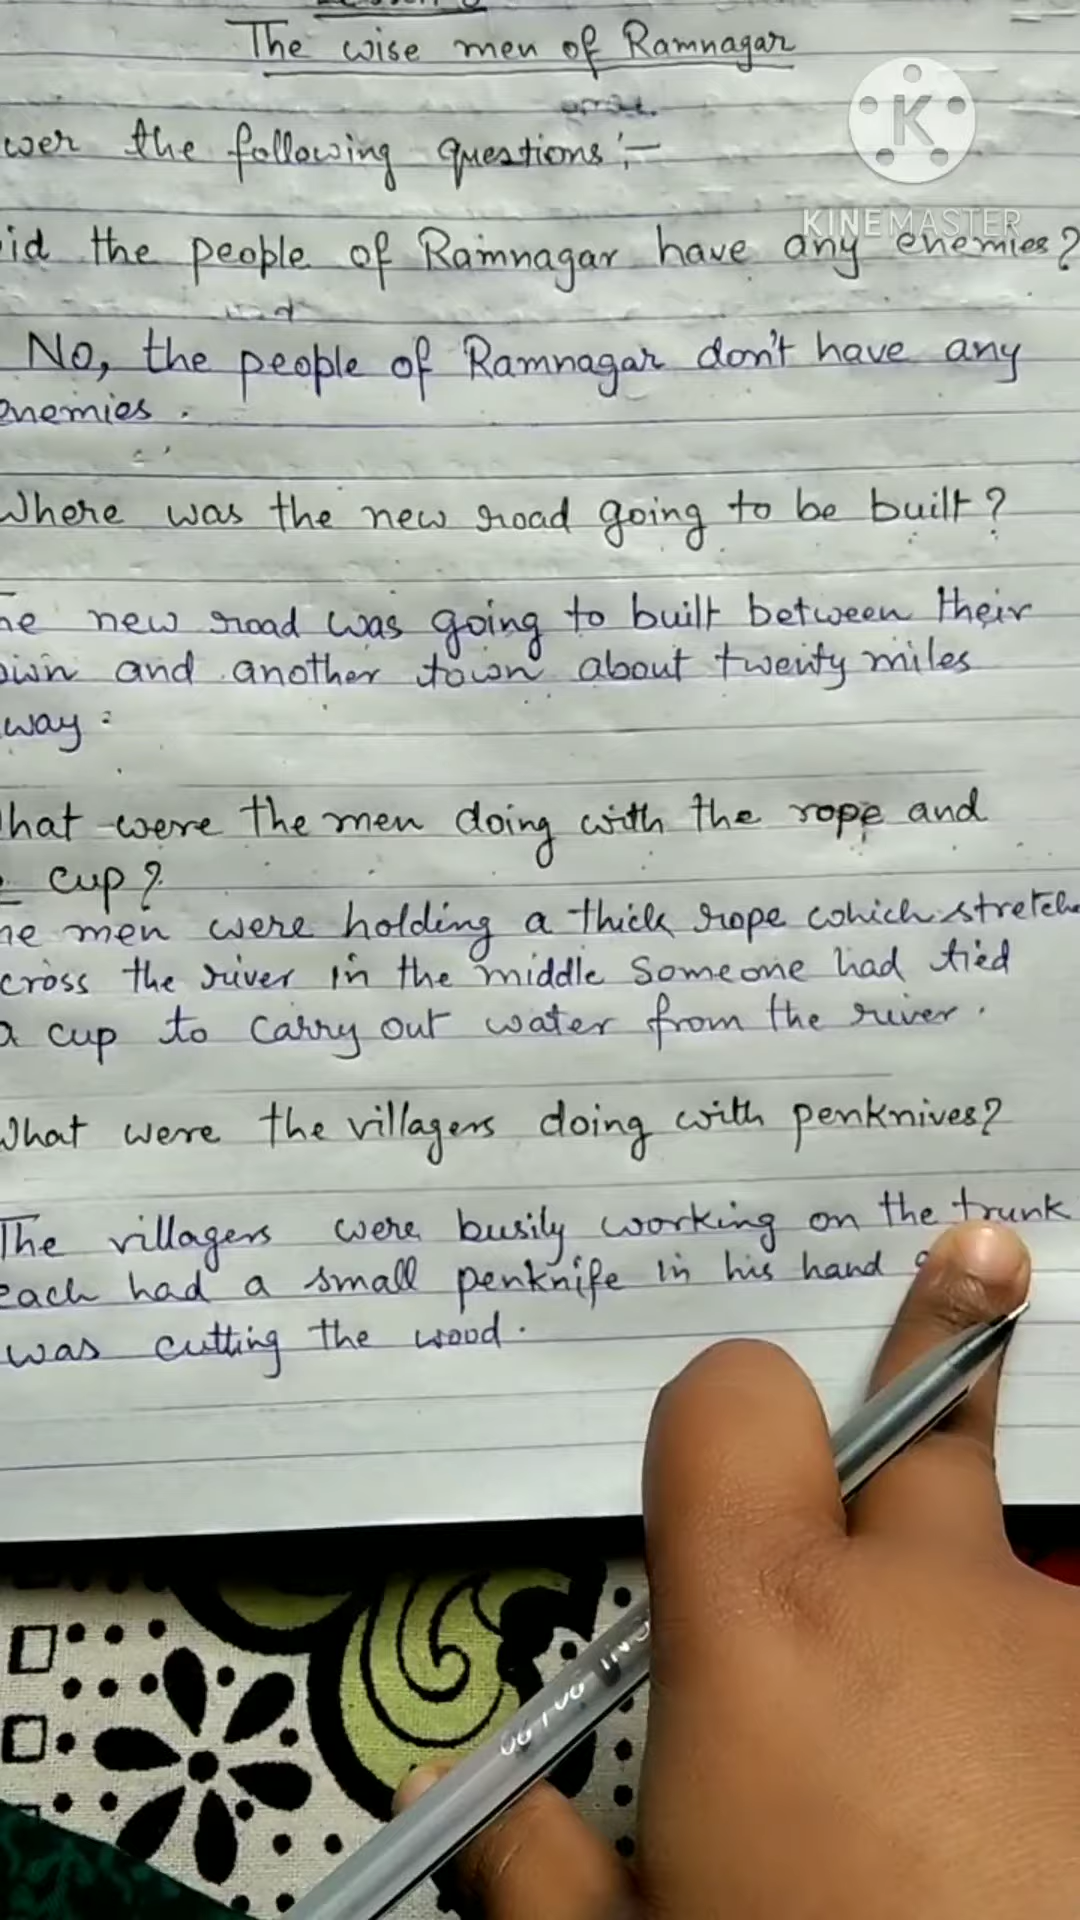 The wise men of Ramnagar
wer the following questions :-
id the people of Ramnagar have any enemies?
No, the people of Ramnagar don't have any
enemies.
Where was the new road going to be built?
he new road was going to built between their
own and another town about twenty miles
way.
hat were the men doing with the rope and
cup?
he men were holding a thick rope which stretche
cross the river in the middle someone had tied
a cup to carry out water from the river.
What were the villagers doing with penknives?
The villagers were busily working on the trunk
each had a small penknife in his hand
was cutting the wood.
KINEMASTER
K